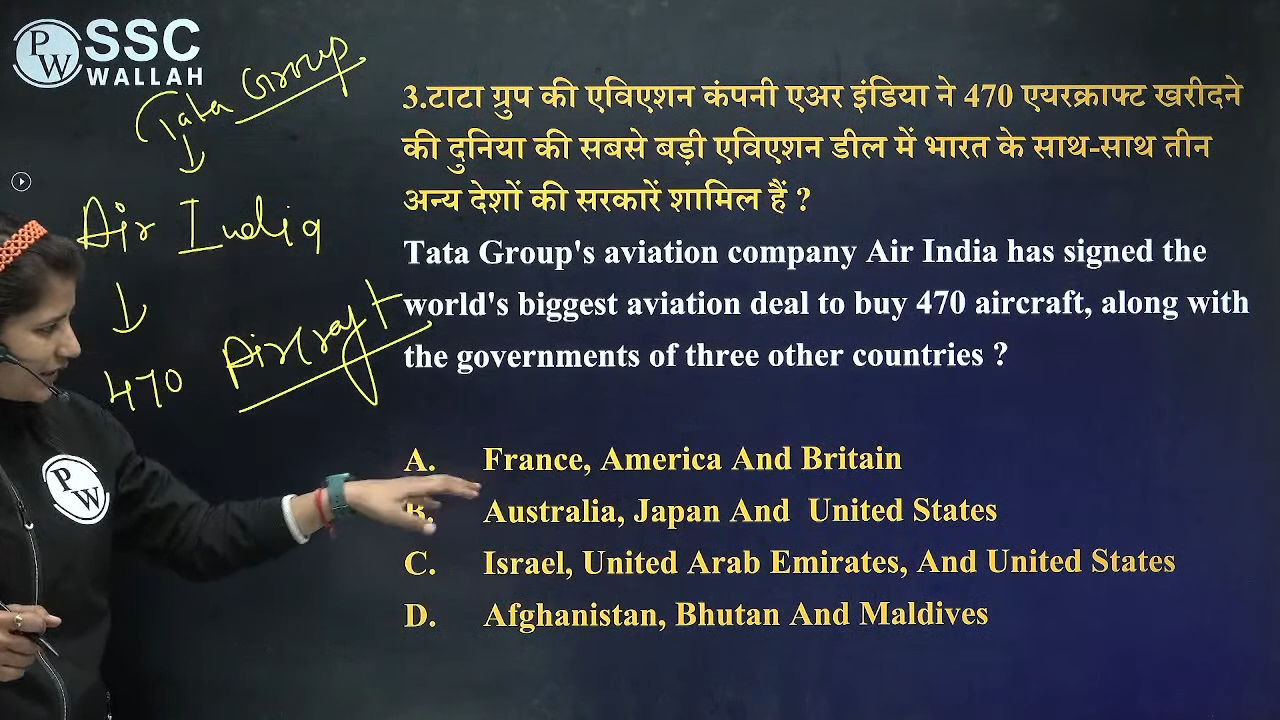 PW SSC
WALLAH
Tata Group
Air India
470 Aircraft
3.टाटा ग्रुप की एविएशन कंपनी एअर इंडिया ने 470 एयरक्राफ्ट खरीदने
की दुनिया की सबसे बड़ी एविएशन डील में भारत के साथ-साथ तीन
अन्य देशों की सरकारें शामिल हैं ?
Tata Group's aviation company Air India has signed the
world's biggest aviation deal to buy 470 aircraft, along with
the governments of three other countries ?
A. France, America And Britain
B. Australia, Japan And United States
C. Israel, United Arab Emirates, And United States
D. Afghanistan, Bhutan And Maldives
PW